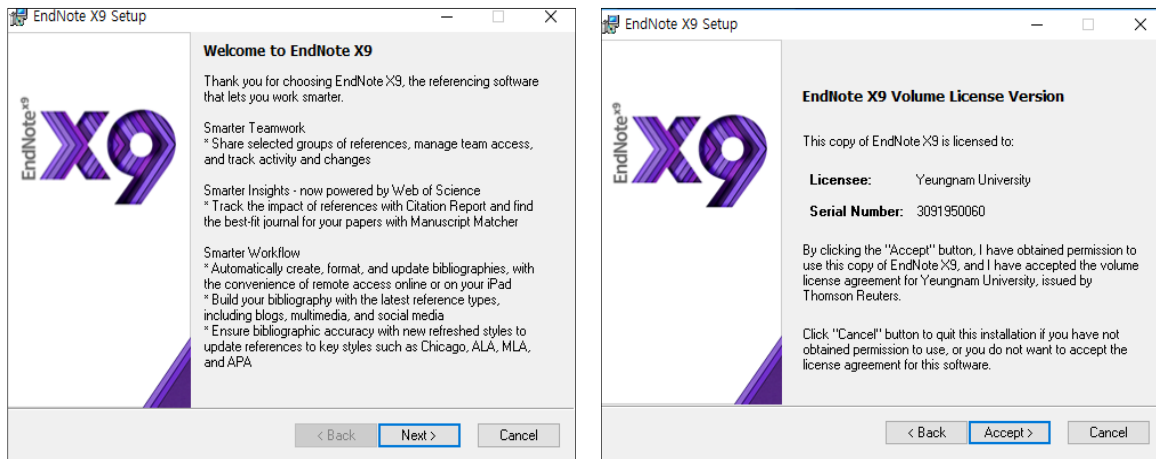 EndNote X9 Setup
EndNote X9
X9
Welcome to EndNote X9
Thank you for choosing EndNote X9, the referencing software
that lets you work smarter.
Smarter Teamwork
* Share selected groups of references, manage team access,
and track activity and changes
Smarter Insights - now powered by Web of Science
* Track the impact of references with Citation Report and find
the best-fit journal for your papers with Manuscript Matcher
Smarter Workflow
* Automatically create, format, and update bibliographies, with
the convenience of remote access online or on your iPad
* Build your bibliography with the latest reference types,
including blogs, multimedia, and social media
* Ensure bibliographic accuracy with new refreshed styles to
update references to key styles such as Chicago, ALA, MLA,
and APA
< Back Next > Cancel
EndNote X9 Setup
EndNote X9
X9
EndNote X9 Volume License Version
This copy of EndNote X9 is licensed to:
Licensee: Yeungnam University
Serial Number: 3091950060
By clicking the "Accept" button, I have obtained permission to
use this copy of EndNote X9, and I have accepted the volume
license agreement for Yeungnam University, issued by
Thomson Reuters.
Click "Cancel" button to quit this installation if you have not
obtained permission to use, or you do not want to accept the
license agreement for this software.
< Back Accept > Cancel